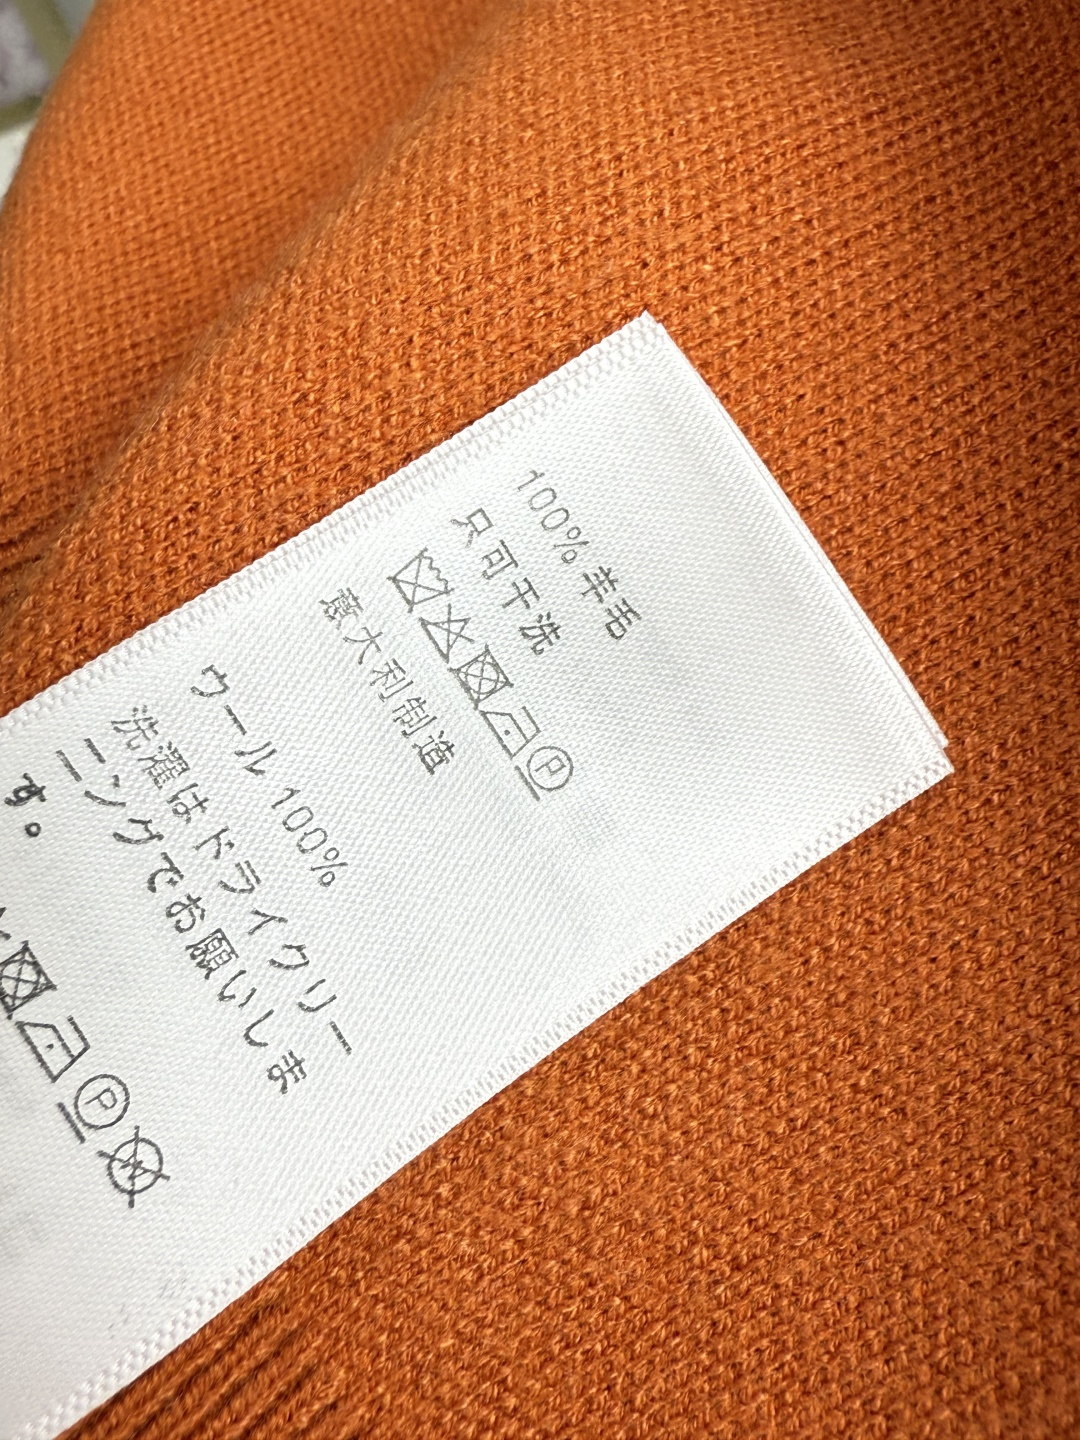 100% 羊毛
只可干洗
P
意大利制造
ウール 100%
洗濯はドライクリー
ニングでお願いしま
す。
P W